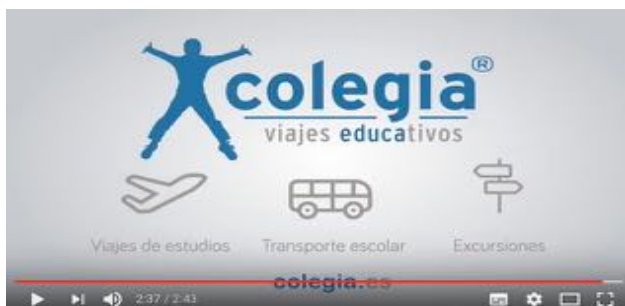 colegia®
viajes educativos
Viajes de estudios Transporte escolar Excursiones
colegia.es
2:37 / 2:43